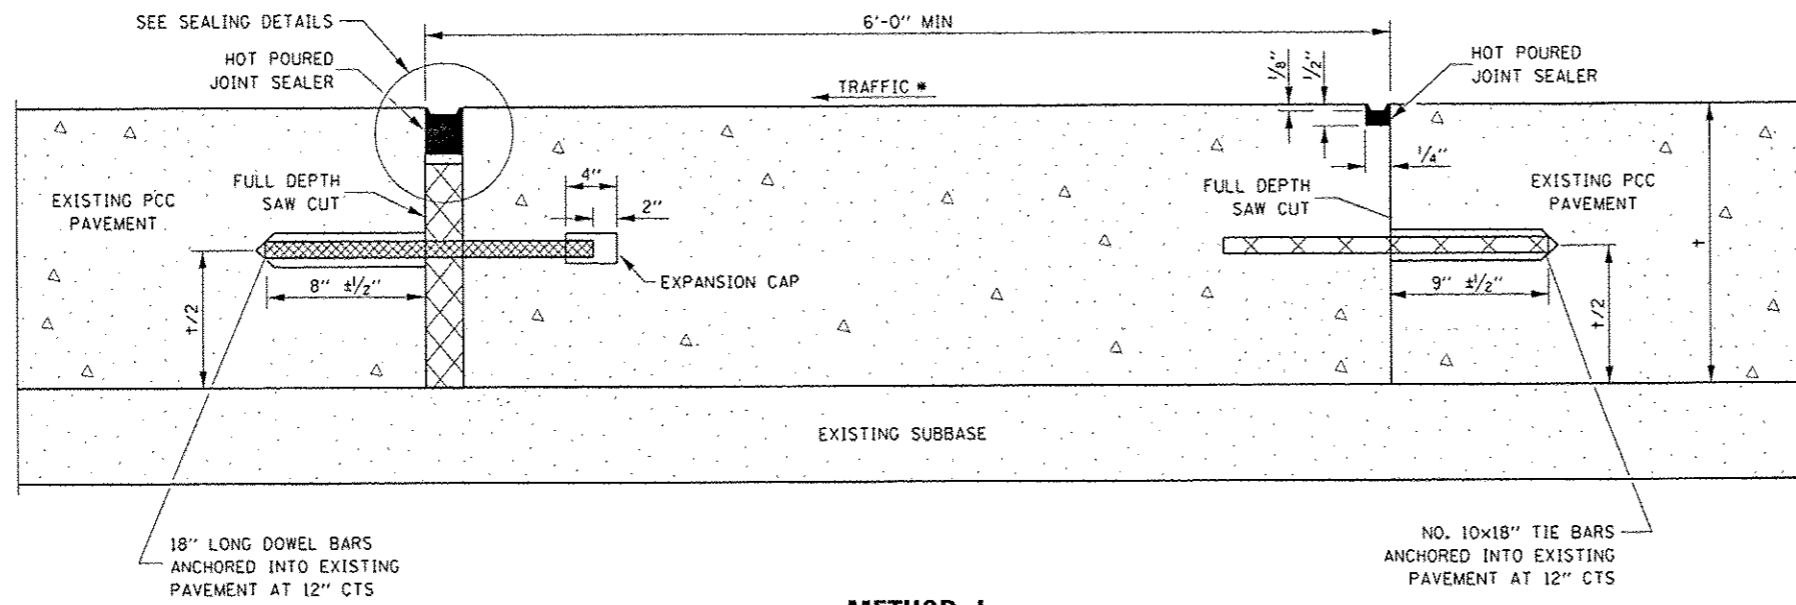 SEE SEALING DETAILS
6'-0" MIN
HOT POURED
JOINT SEALER
TRAFFIC *
1/8"
1/2"
HOT POURED
JOINT SEALER
1/4"
EXISTING PCC
PAVEMENT
FULL DEPTH
SAW CUT
4"
2"
FULL DEPTH
SAW CUT
EXISTING PCC
PAVEMENT
t
EXPANSION CAP
8" ±1/2"
9" ±1/2"
t/2
t/2
EXISTING SUBBASE
18" LONG DOWEL BARS
ANCHORED INTO EXISTING
PAVEMENT AT 12" CTS
NO. 10x18" TIE BARS
ANCHORED INTO EXISTING
PAVEMENT AT 12" CTS
METHOD I